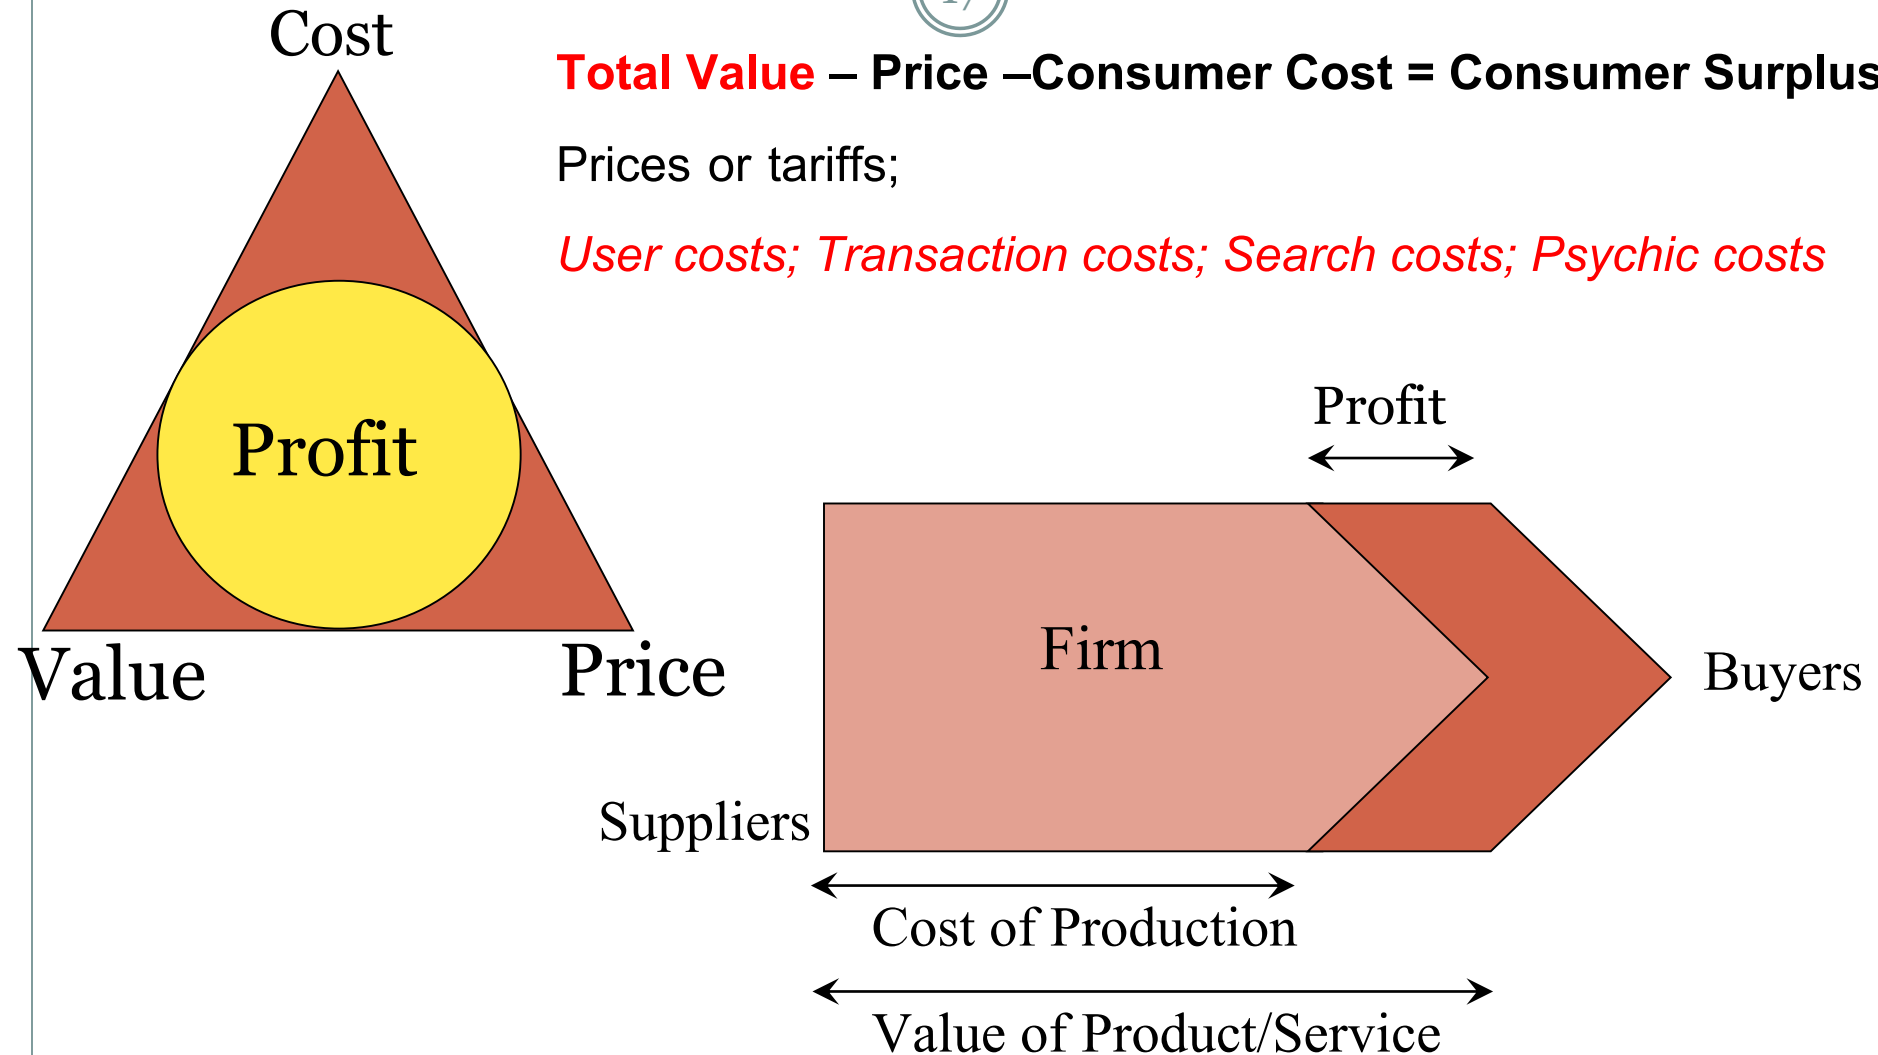 Cost
Total Value – Price –Consumer Cost = Consumer Surplus
Prices or tariffs;
User costs; Transaction costs; Search costs; Psychic costs
Profit
Profit
Firm
Value
Price
Buyers
Suppliers
Cost of Production
Value of Product/Service